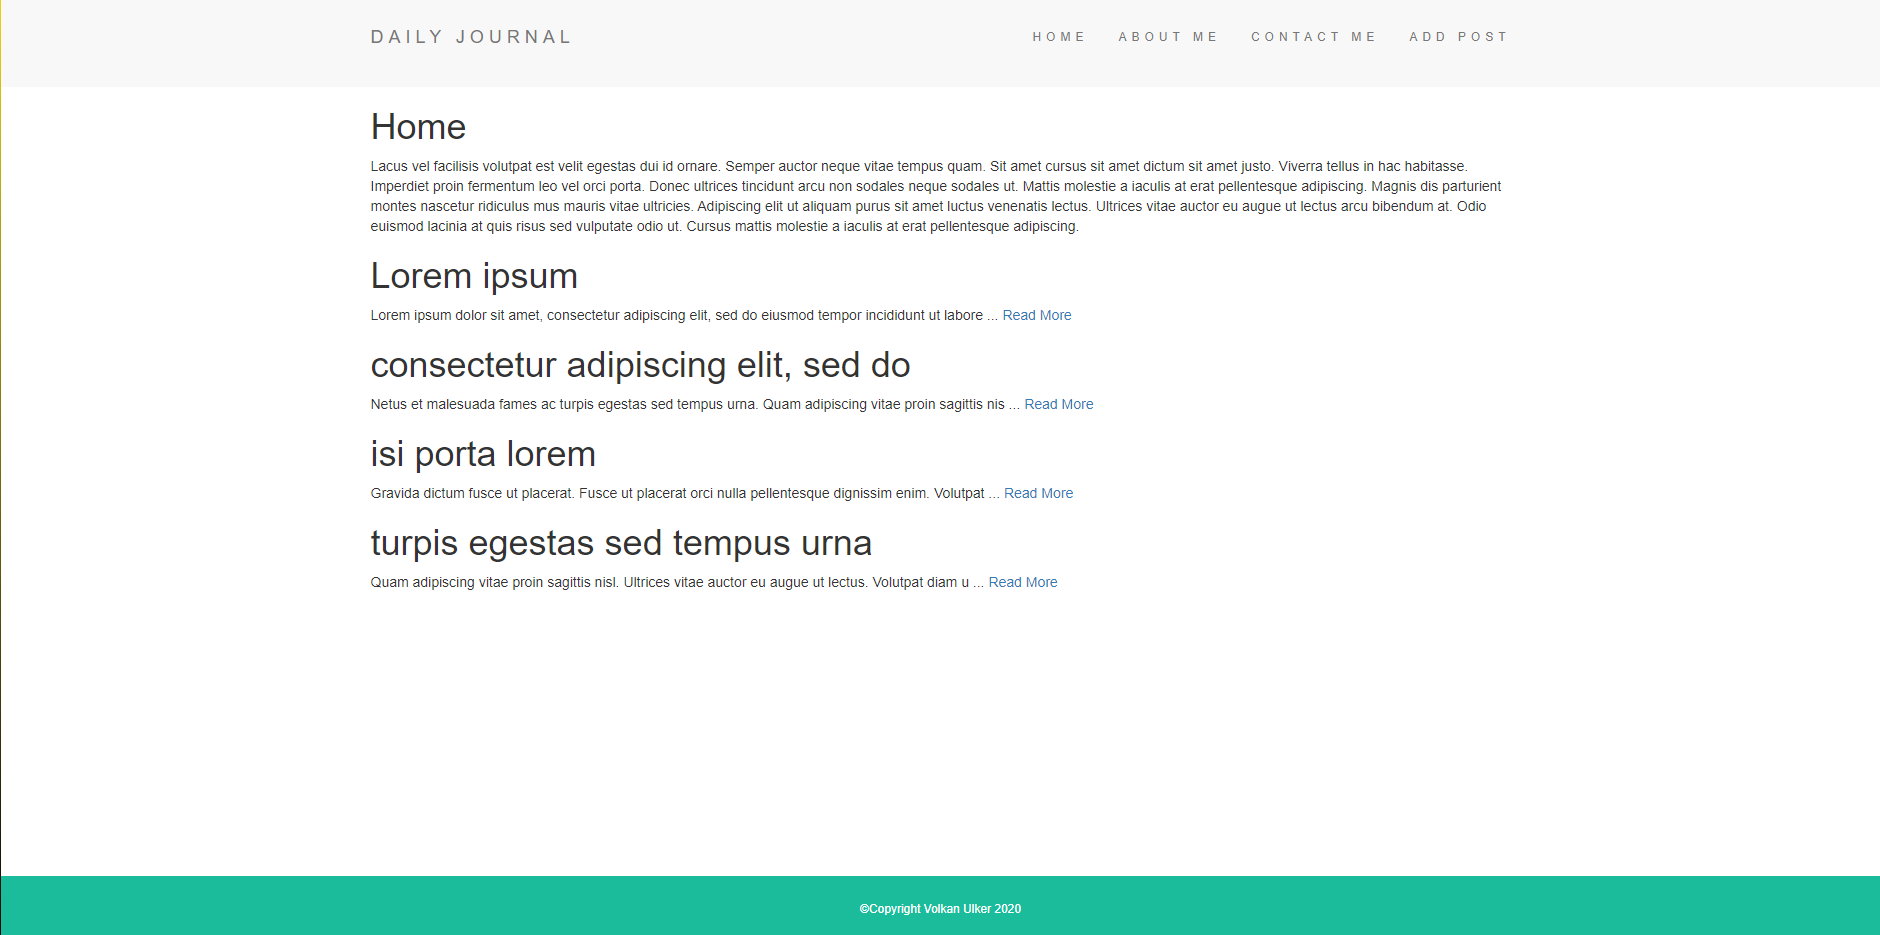 DAILY JOURNAL
HOME ABOUT ME CONTACT ME ADD POST
Home
Lacus vel facilisis volutpat est velit egestas dui id ornare. Semper auctor neque vitae tempus quam. Sit amet cursus sit amet dictum sit amet justo. Viverra tellus in hac habitasse.
Imperdiet proin fermentum leo vel orci porta. Donec ultrices tincidunt arcu non sodales neque sodales ut. Mattis molestie a iaculis at erat pellentesque adipiscing. Magnis dis parturient
montes nascetur ridiculus mus mauris vitae ultricies. Adipiscing elit ut aliquam purus sit amet luctus venenatis lectus. Ultrices vitae auctor eu augue ut lectus arcu bibendum at. Odio
euismod lacinia at quis risus sed vulputate odio ut. Cursus mattis molestie a iaculis at erat pellentesque adipiscing.
Lorem ipsum
Lorem ipsum dolor sit amet, consectetur adipiscing elit, sed do eiusmod tempor incididunt ut labore ... Read More
consectetur adipiscing elit, sed do
Netus et malesuada fames ac turpis egestas sed tempus urna. Quam adipiscing vitae proin sagittis nis ... Read More
isi porta lorem
Gravida dictum fusce ut placerat. Fusce ut placerat orci nulla pellentesque dignissim enim. Volutpat ... Read More
turpis egestas sed tempus urna
Quam adipiscing vitae proin sagittis nisl. Ultrices vitae auctor eu augue ut lectus. Volutpat diam u ... Read More
©Copyright Volkan Ulker 2020